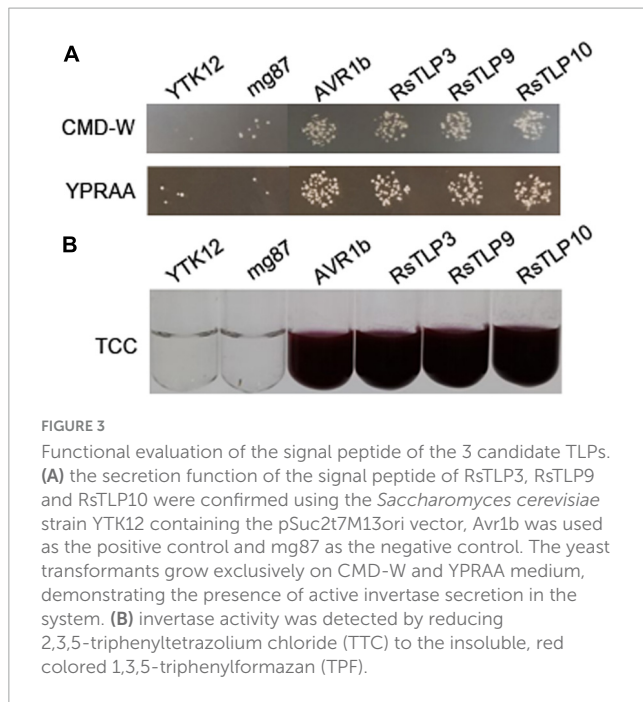 A
YTK12 mg87 AVR1b RsTLP3 RsTLP9 RsTLP10
CMD-W
YPRAA
B
YTK12 mg87 AVR1b RsTLP3 RsTLP9 RsTLP10
TCC
FIGURE 3
Functional evaluation of the signal peptide of the 3 candidate TLPs.
(A) the secretion function of the signal peptide of RsTLP3, RsTLP9
and RsTLP10 were confirmed using the Saccharomyces cerevisiae
strain YTK12 containing the pSuc2t7M13ori vector, Avr1b was used
as the positive control and mg87 as the negative control. The yeast
transformants grow exclusively on CMD-W and YPRAA medium,
demonstrating the presence of active invertase secretion in the
system. (B) invertase activity was detected by reducing
2,3,5-triphenyltetrazolium chloride (TTC) to the insoluble, red
colored 1,3,5-triphenylformazan (TPF).